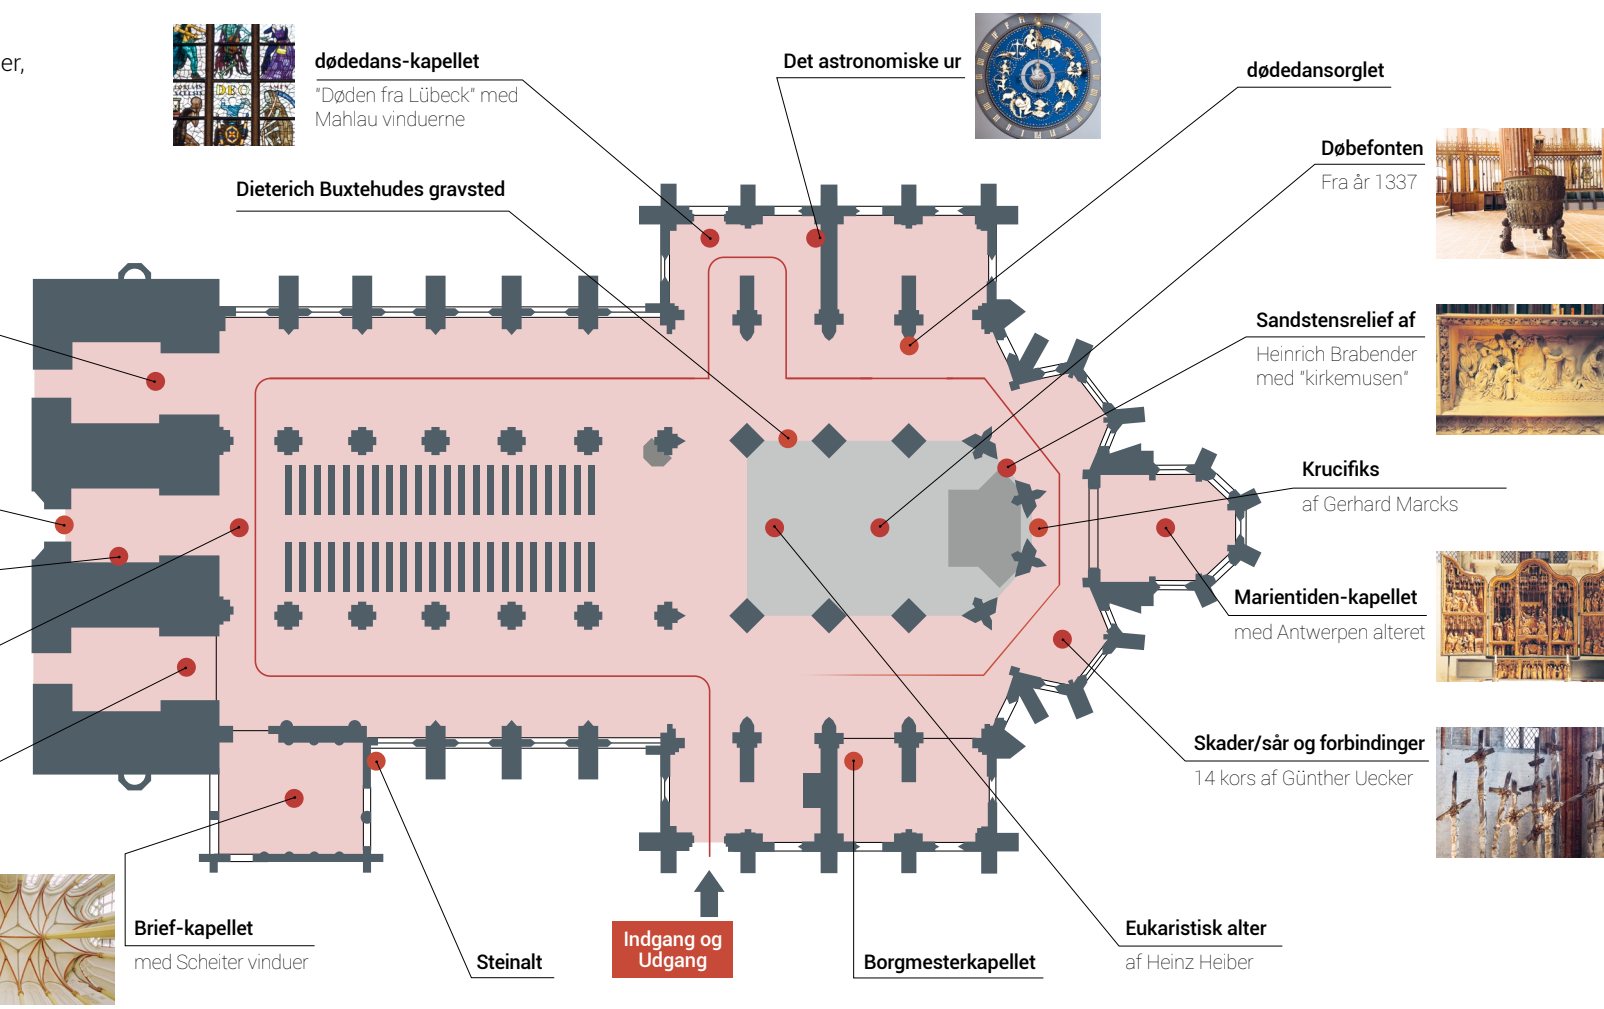 er,
dødedans-kapellet
"Døden fra Lübeck" med
Mahlau vinduerne
Det astronomiske ur
dødedansorglet
Døbefonten
Fra år 1337
Dieterich Buxtehudes gravsted
Sandstensrelief af
Heinrich Brabender
med "kirkemusen"
Krucifiks
af Gerhard Marcks
Marientiden-kapellet
med Antwerpen alteret
Skader/sår og forbindinger
14 kors af Günther Uecker
Brief-kapellet
med Scheiter vinduer
Steinalt
Indgang og
Udgang
Borgmesterkapellet
Eukaristisk alter
af Heinz Heiber
DEO